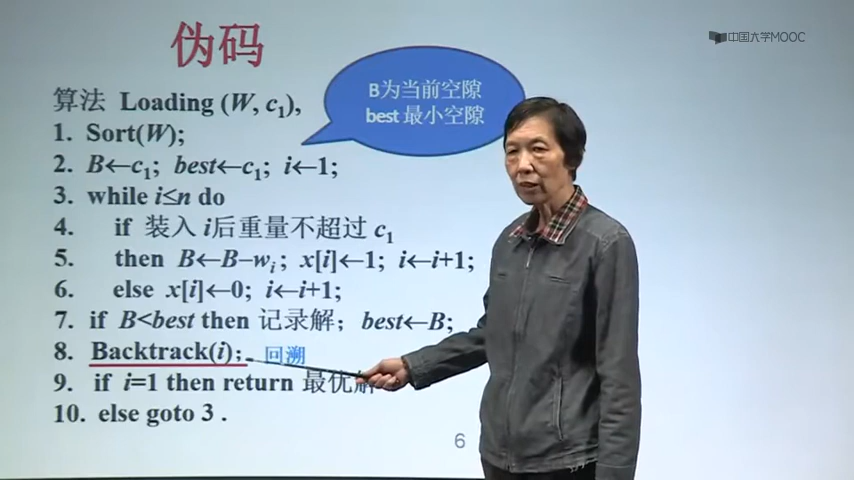 中国大学MOOC
伪码
B为当前空隙
best 最小空隙
算法 Loading (W, c1),
1. Sort(W);
2. B←c1; best←c1; i←1;
3. while i≤n do
4. if 装入 i后重量不超过 c1
5. then B←B–wi; x[i]←1; i←i+1;
6. else x[i]←0; i←i+1;
7. if B<best then 记录解; best←B;
8. Backtrack(i); 回溯
9. if i=1 then return 最优解
10. else goto 3 .
6